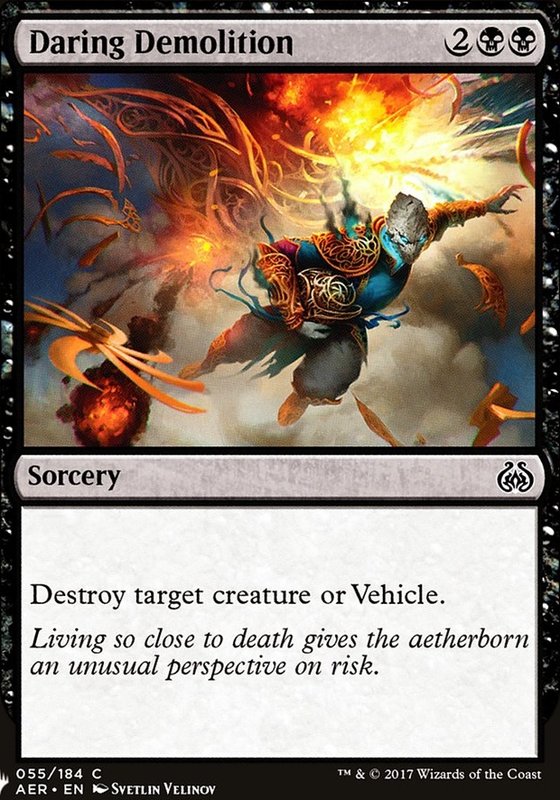 Daring Demolition 2
Sorcery
Destroy target creature or Vehicle.
Living so close to death gives the aetherborn
an unusual perspective on risk.
055/184 C
AER • EN Svetlin Velinov
™ & © 2017 Wizards of the Coast